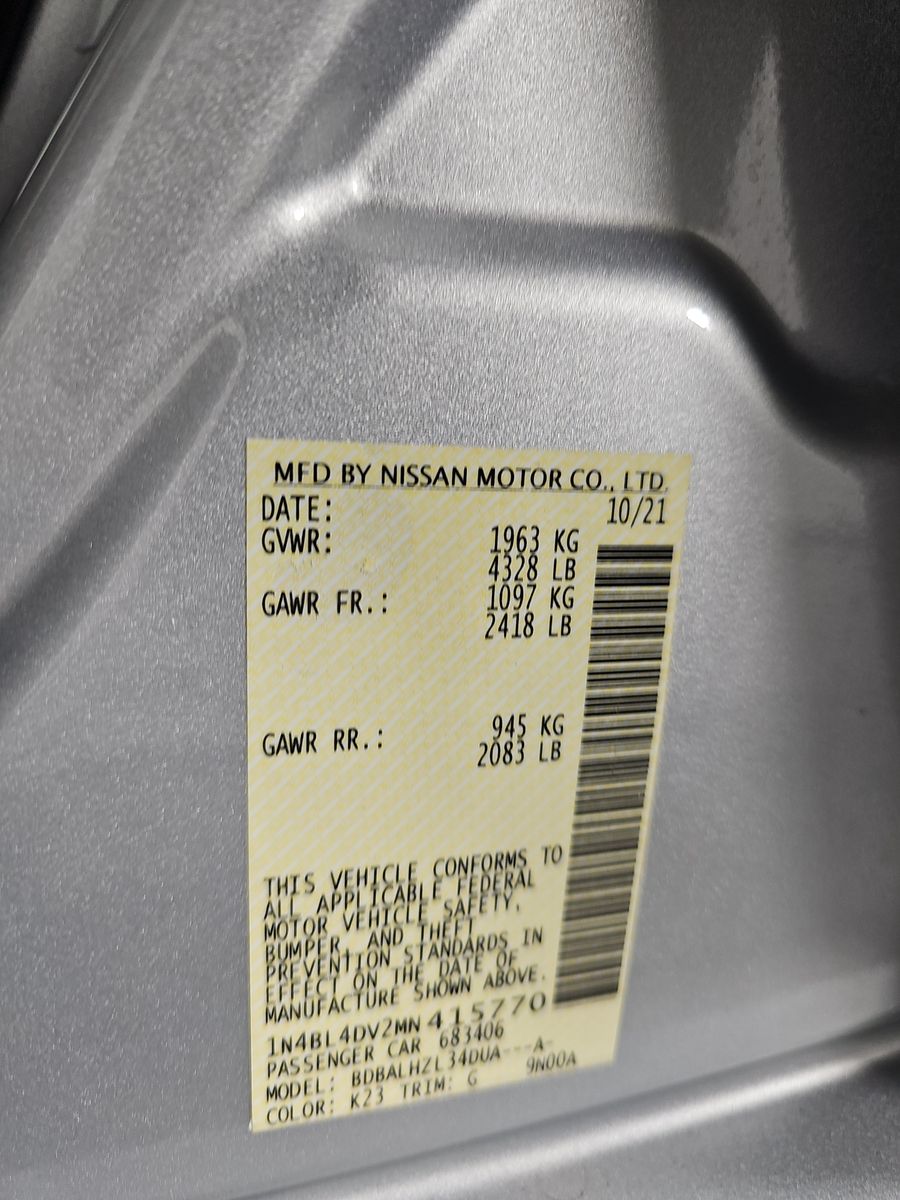 MFD BY NISSAN MOTOR CO., LTD.
DATE: 10/21
GVWR: 1963 KG
4328 LB
GAWR FR.: 1097 KG
2418 LB
GAWR RR.: 945 KG
2083 LB
THIS VEHICLE CONFORMS TO
ALL APPLICABLE FEDERAL
MOTOR VEHICLE SAFETY,
BUMPER, AND THEFT
PREVENTION STANDARDS IN
EFFECT ON THE DATE OF
MANUFACTURE SHOWN ABOVE.
1N4BL4DV2MN415770
PASSENGER CAR 683406
MODEL: BDBALHZL34DUA---A-
COLOR: K23 TRIM: G 9N00A